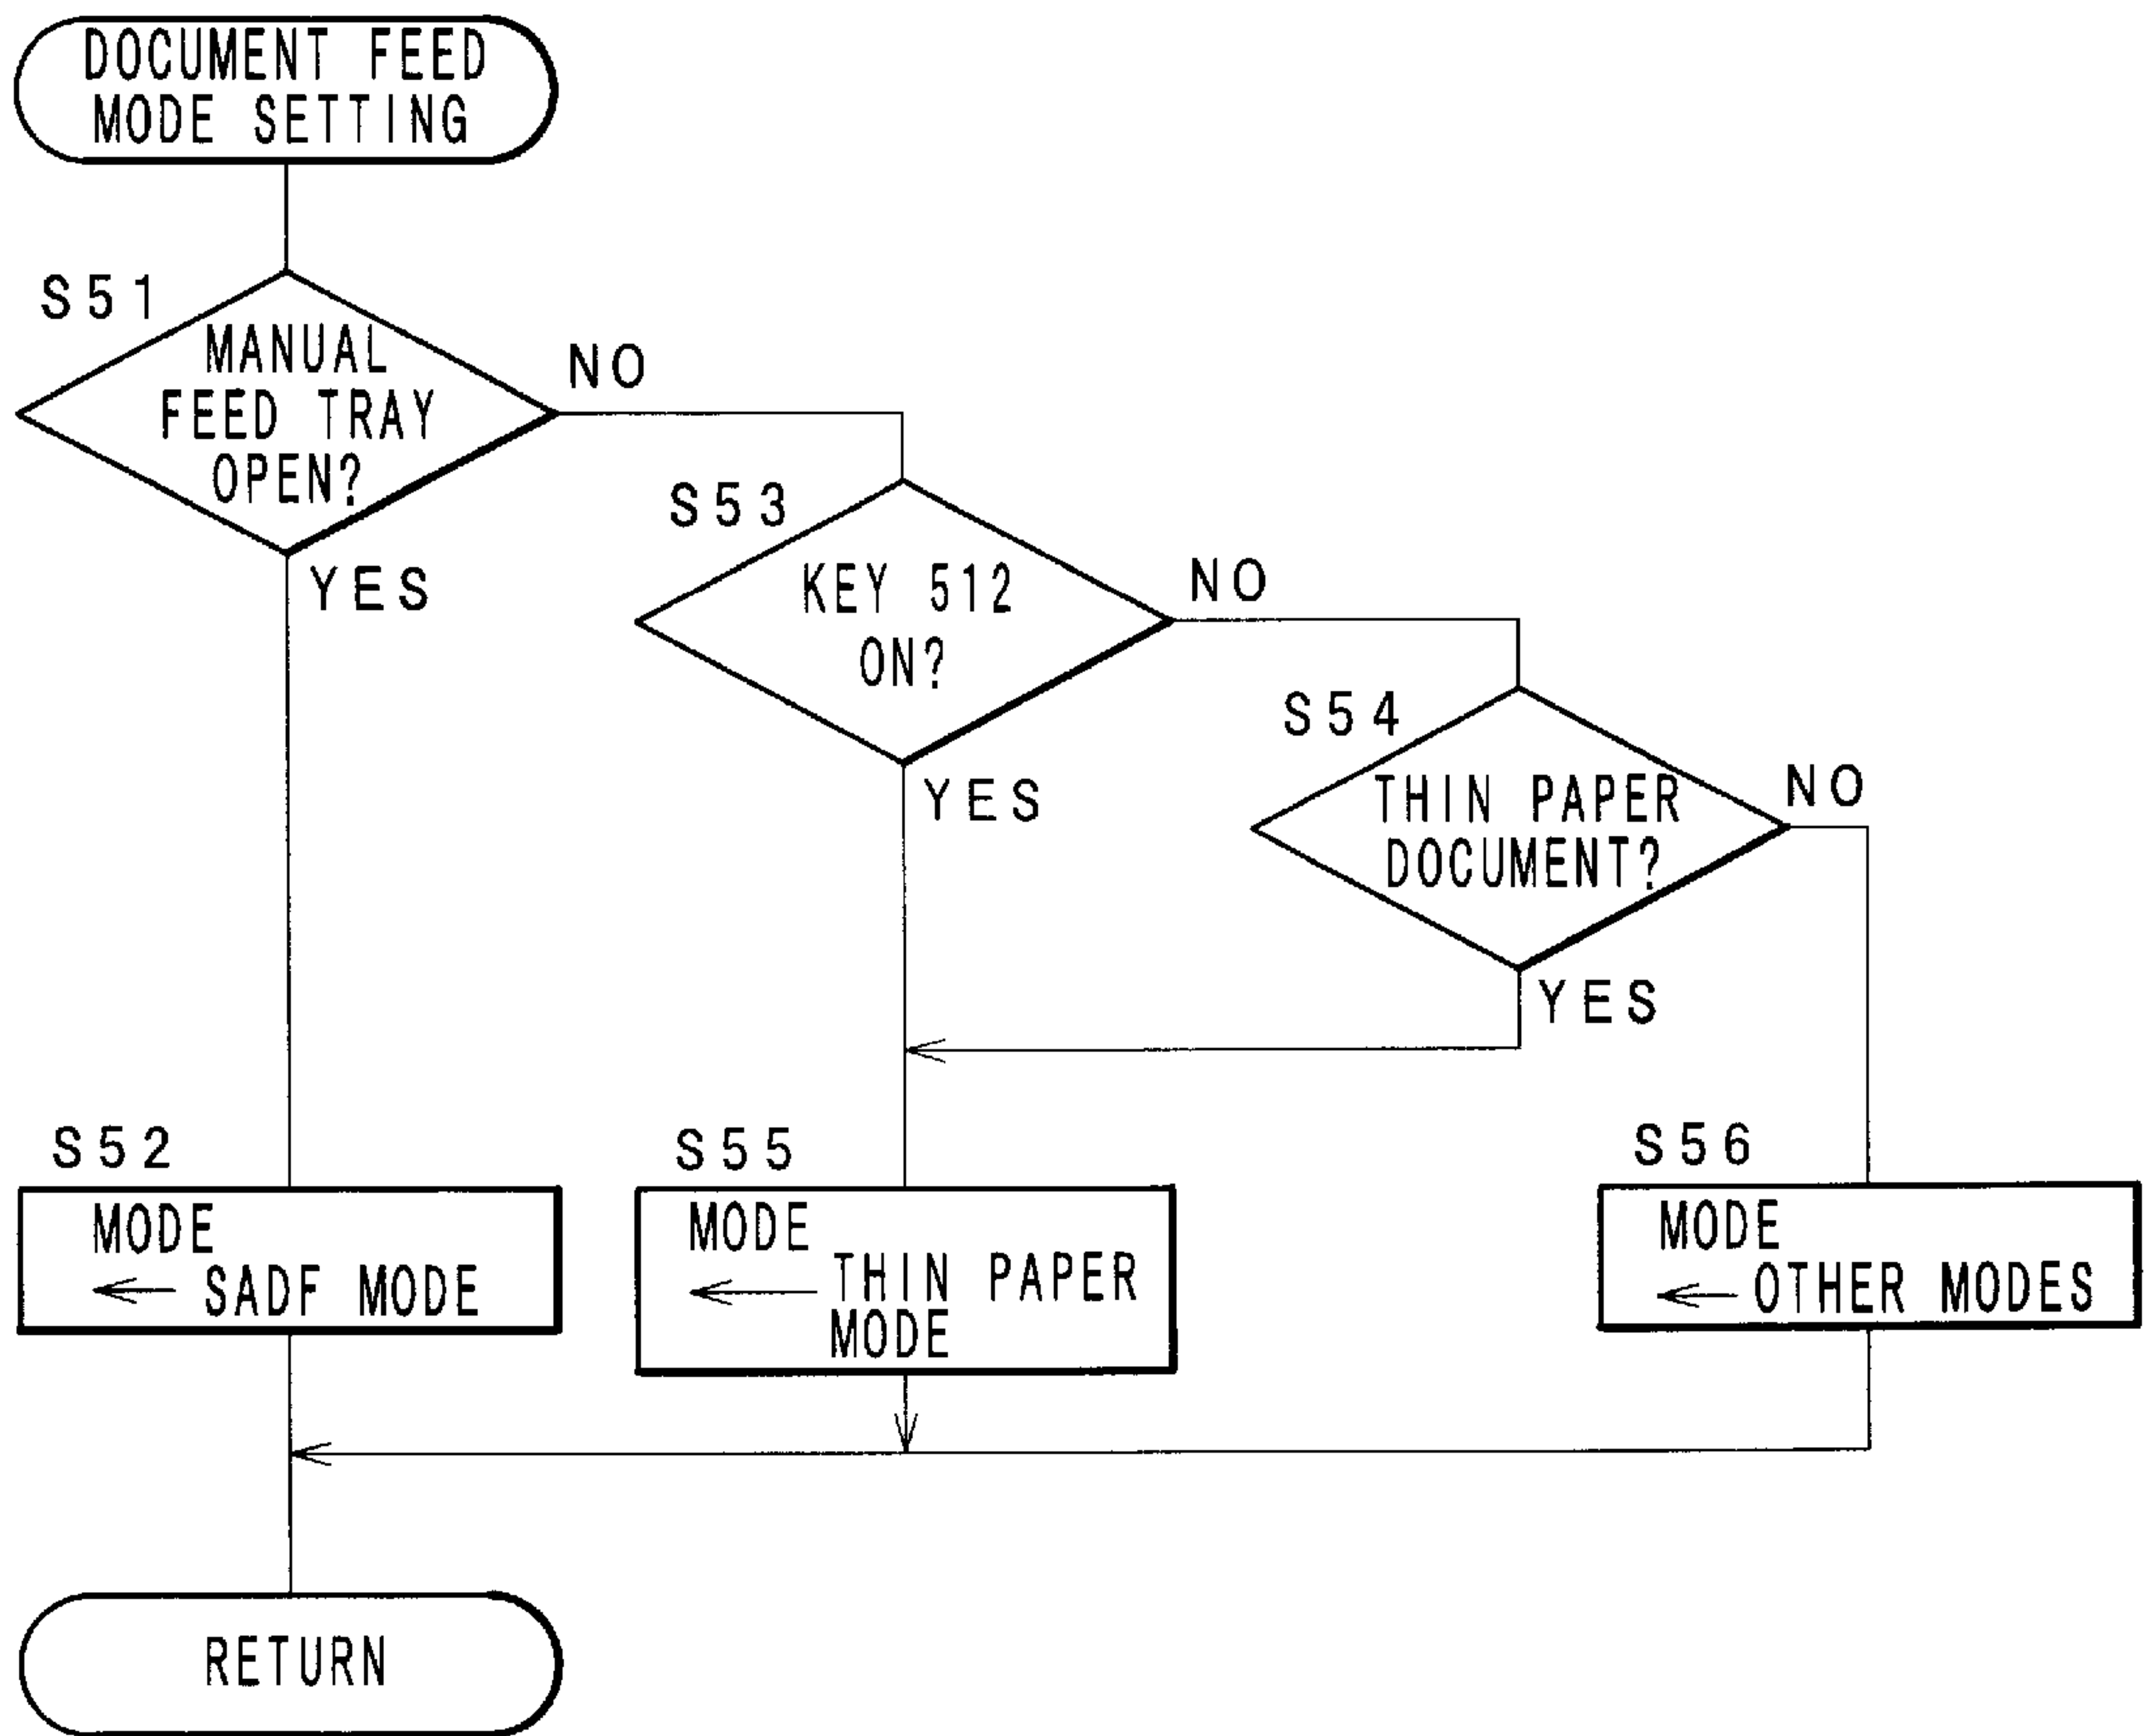 DOCUMENT FEED
MODE SETTING
S51
MANUAL
FEED TRAY
OPEN?
NO
YES
S53
KEY 512
ON?
NO
YES
S54
THIN PAPER
DOCUMENT?
NO
YES
S52
MODE
← SADF MODE
S55
MODE
← THIN PAPER
MODE
S56
MODE
← OTHER MODES
RETURN